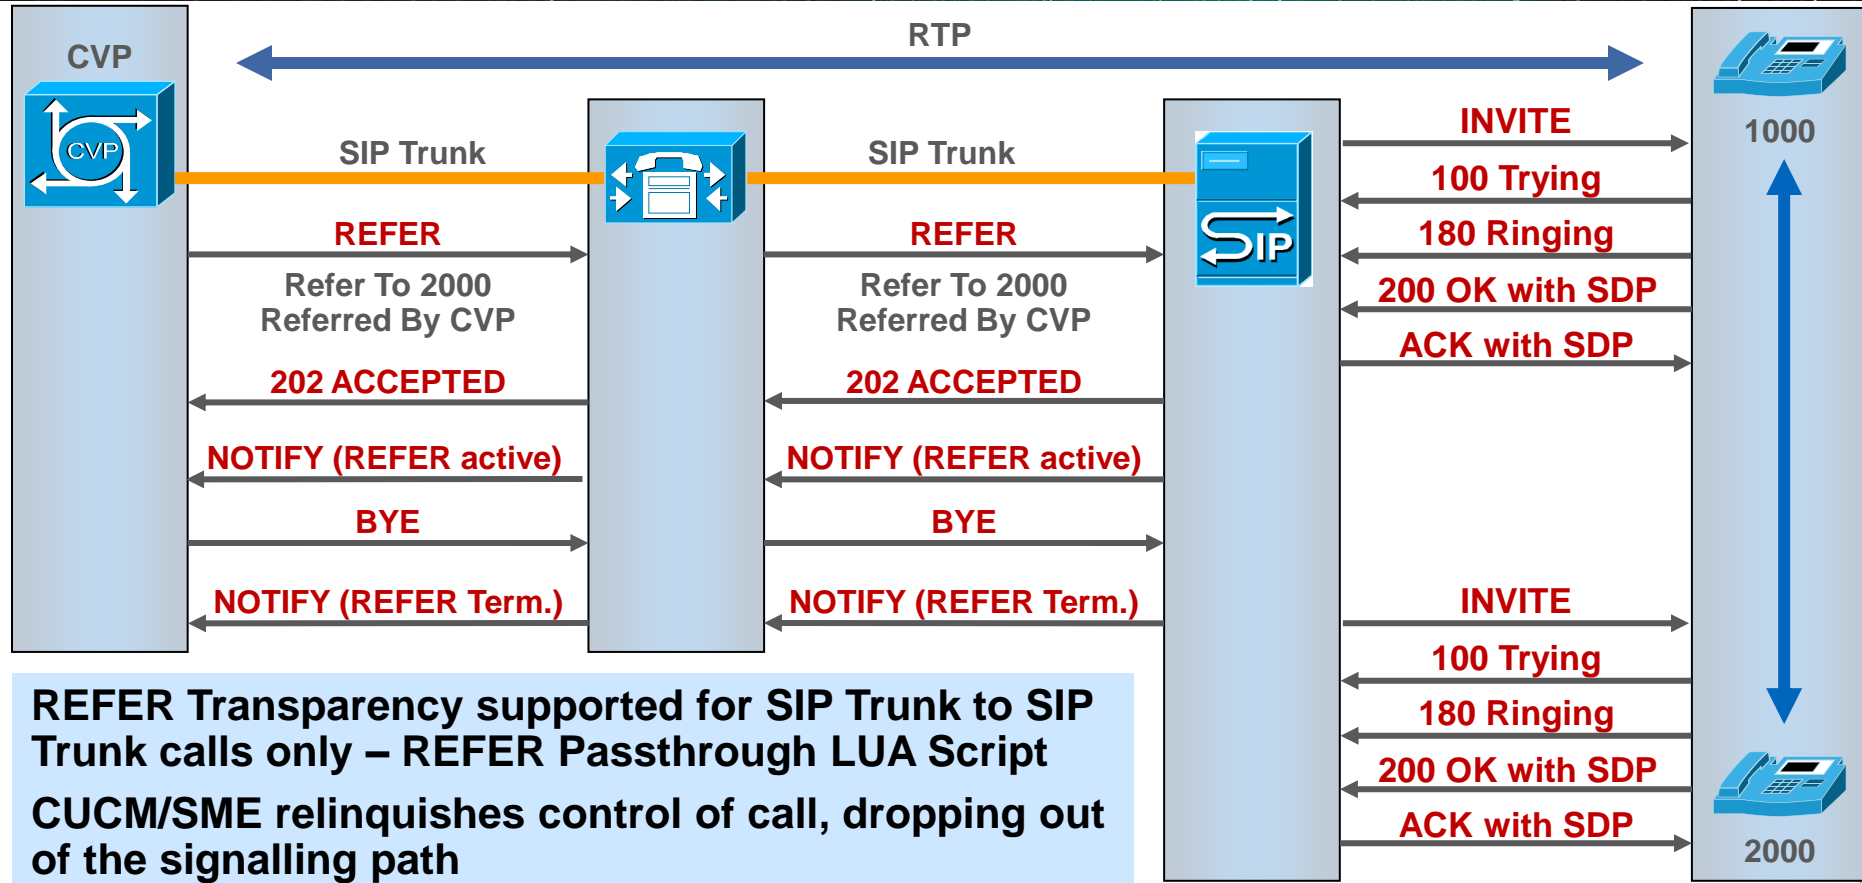 RTP
CVP
CVP
SIP Trunk
SIP Trunk
SIP
1000
INVITE
100 Trying
180 Ringing
200 OK with SDP
ACK with SDP
REFER
REFER
Refer To 2000
Referred By CVP
Refer To 2000
Referred By CVP
202 ACCEPTED
202 ACCEPTED
NOTIFY (REFER active)
NOTIFY (REFER active)
BYE
BYE
NOTIFY (REFER Term.)
NOTIFY (REFER Term.)
INVITE
100 Trying
180 Ringing
200 OK with SDP
ACK with SDP
2000
REFER Transparency supported for SIP Trunk to SIP
Trunk calls only – REFER Passthrough LUA Script
CUCM/SME relinquishes control of call, dropping out
of the signalling path